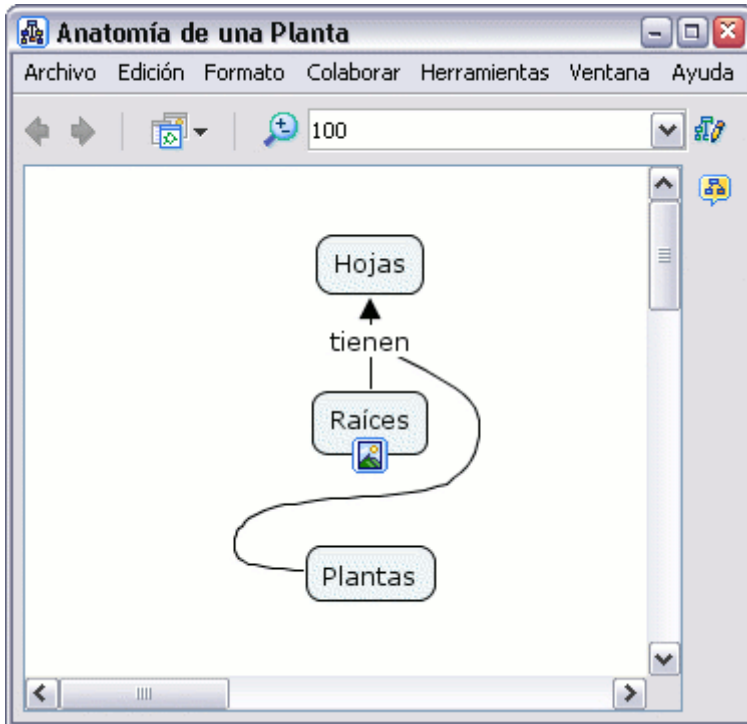 Anatomía de una Planta
Archivo Edición Formato Colaborar Herramientas Ventana Ayuda
100
Hojas
tienen
Raíces
Plantas